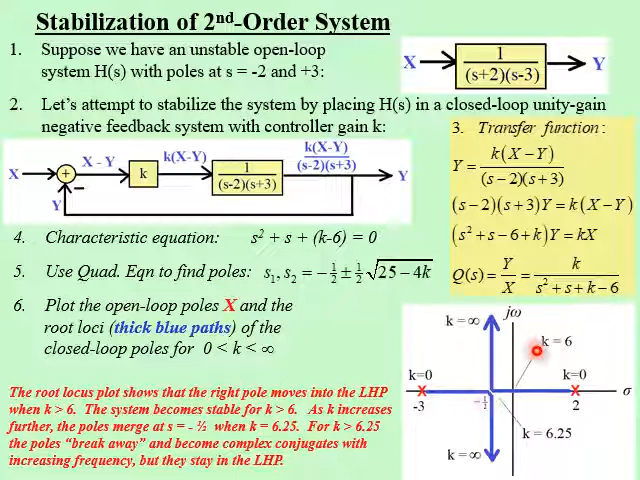 Stabilization of 2nd-Order System
1. Suppose we have an unstable open-loop
system H(s) with poles at s = -2 and +3:
X
1
(s+2)(s-3)
Y
2. Let's attempt to stabilize the system by placing H(s) in a closed-loop unity-gain
negative feedback system with controller gain k:
X
+
−
X - Y
k
k(X-Y)
1
(s-2)(s+3)
k(X-Y)
(s-2)(s+3)
Y
Y
3. Transfer function:
Y = k(X−Y)
(s−2)(s+3)
(s−2)(s+3)Y = k(X−Y)
(s²+s−6+k)Y = kX
Q(s) = Y/X = k/(s²+s+k−6)
4. Characteristic equation: s² + s + (k-6) = 0
5. Use Quad. Eqn to find poles: s₁,s₂ = −½ ± ½√25−4k
6. Plot the open-loop poles X and the
root loci (thick blue paths) of the
closed-loop poles for 0 < k < ∞
The root locus plot shows that the right pole moves into the LHP
when k > 6. The system becomes stable for k > 6. As k increases
further, the poles merge at s = - ½ when k = 6.25. For k > 6.25
the poles "break away" and become complex conjugates with
increasing frequency, but they stay in the LHP.
jω
k = ∞
k = 6
k=0
k=0
X
X
σ
-3
−½
2
k = 6.25
k = ∞